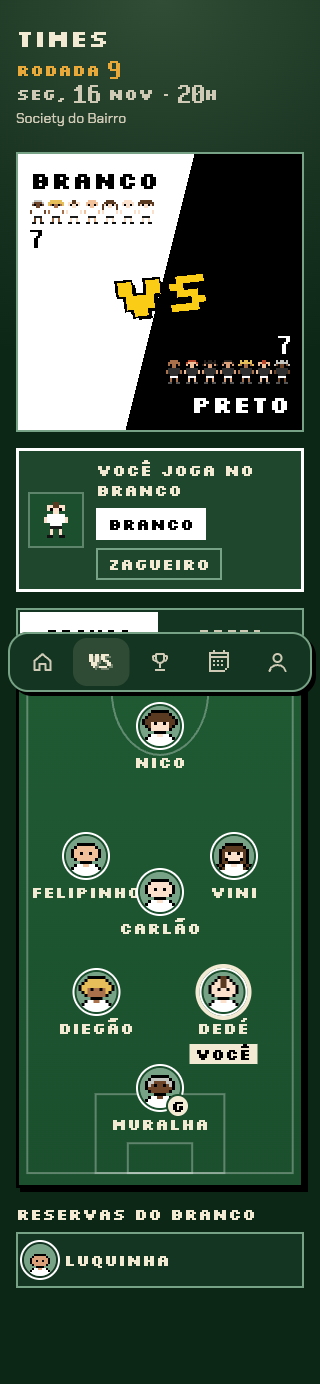 TIMES
RODADA 9
SEG, 16 NOV · 20H
Society do Bairro
BRANCO
7
VS
7
PRETO
VOCÊ JOGA NO
BRANCO
BRANCO
ZAGUEIRO
VS
NICO
FELIPINHO
VINI
CARLÃO
DIEGÃO
DEDÉ
VOCÊ
G
MURALHA
RESERVAS DO BRANCO
LUQUINHA